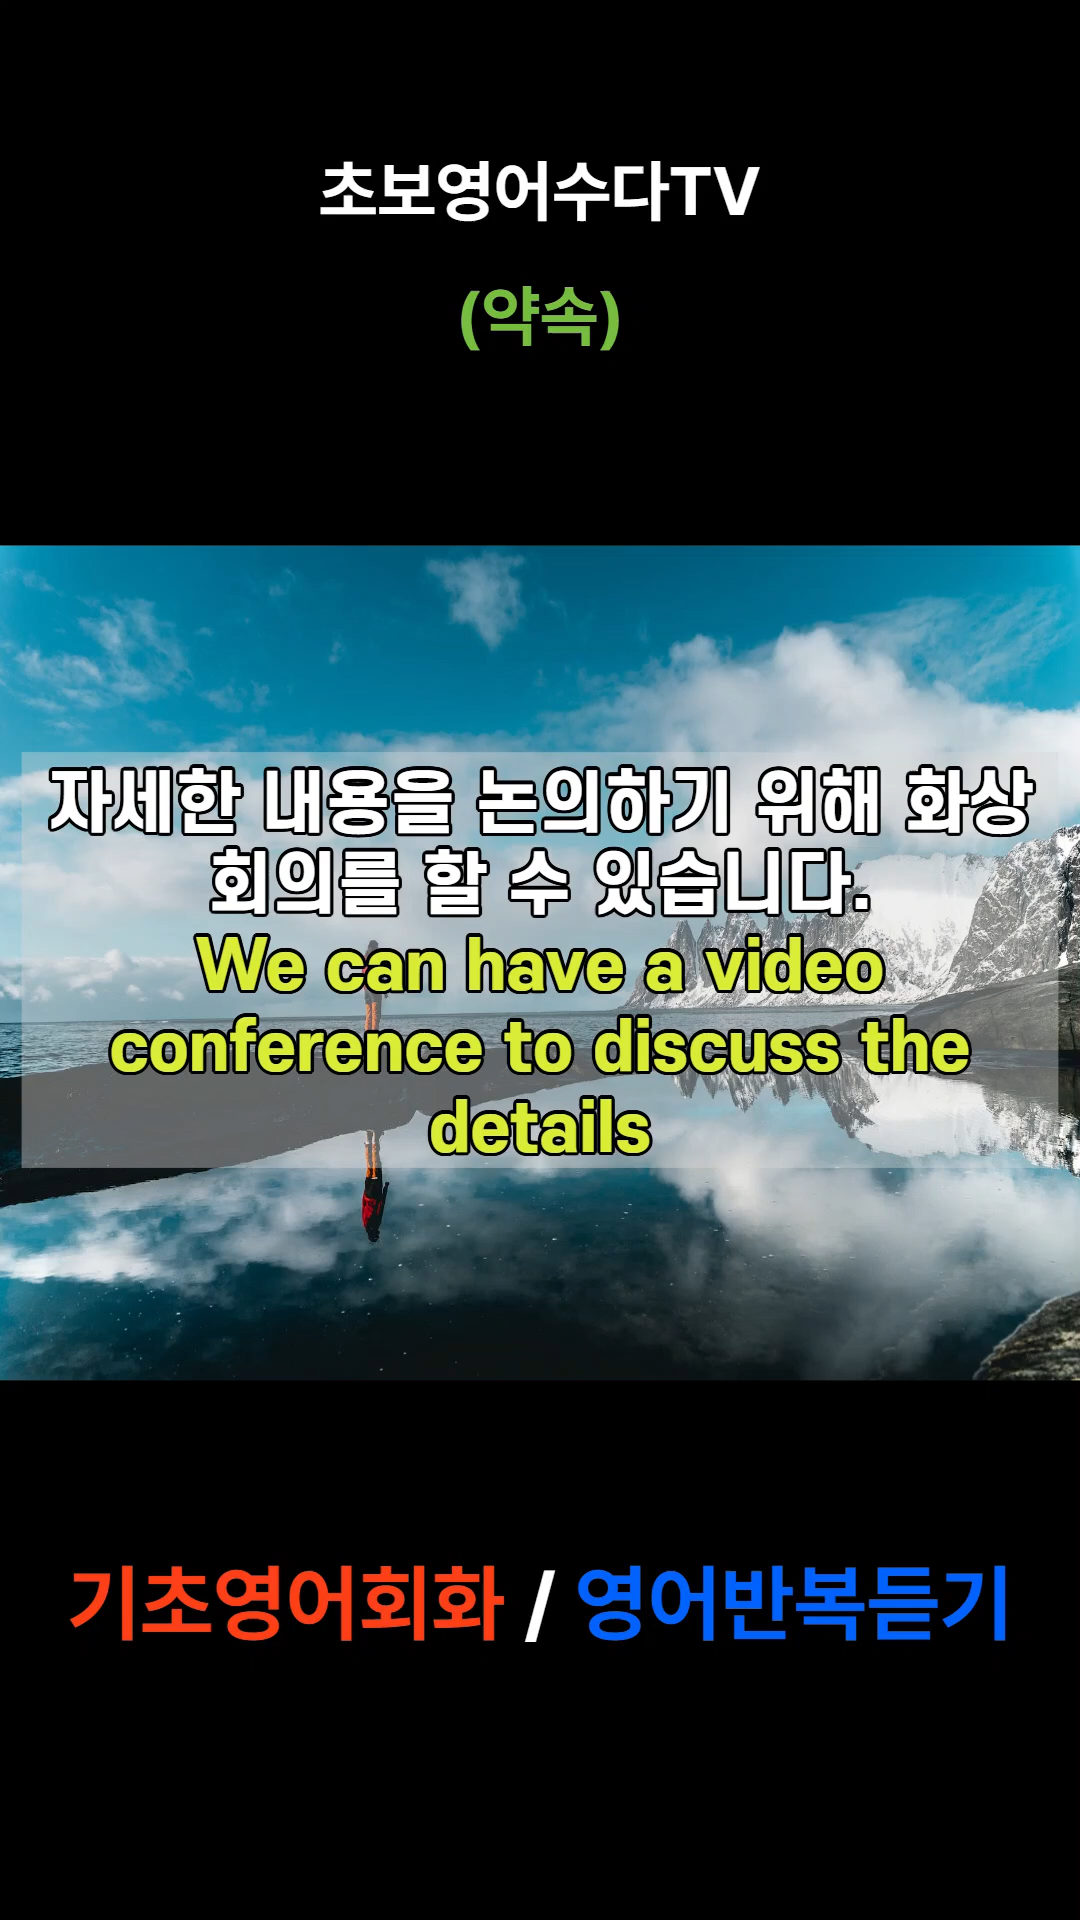 초보영어수다TV
(약속)
자세한 내용을 논의하기 위해 화상
회의를 할 수 있습니다.
We can have a video
conference to discuss the
details
기초영어회화 / 영어반복듣기